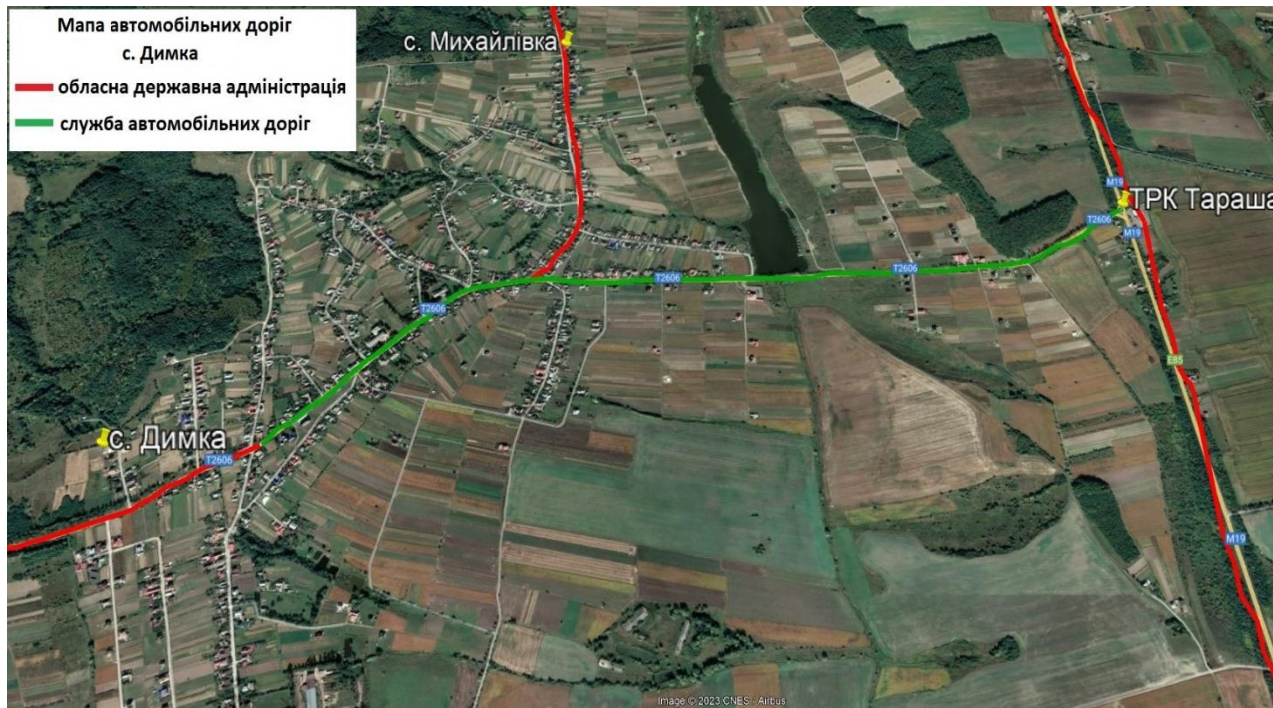 Мапа автомобільних доріг
с. Димка
обласна державна адміністрація
служба автомобільних доріг
с. Михайлівка
M19
ТРК Тараша
T2606
M19
T2606
T2606
T2606
E85
с. Димка
T2606
M19
Image © 2023 CNES / Airbus